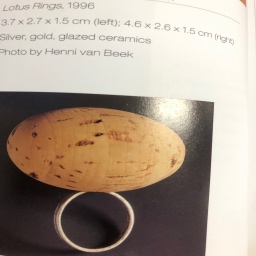 Lotus Rings, 1996
3.7 x 2.7 x 1.5 cm (left); 4.6 x 2.6 x 1.5 cm (right)
Silver, gold, glazed ceramics
Photo by Henni van Beek